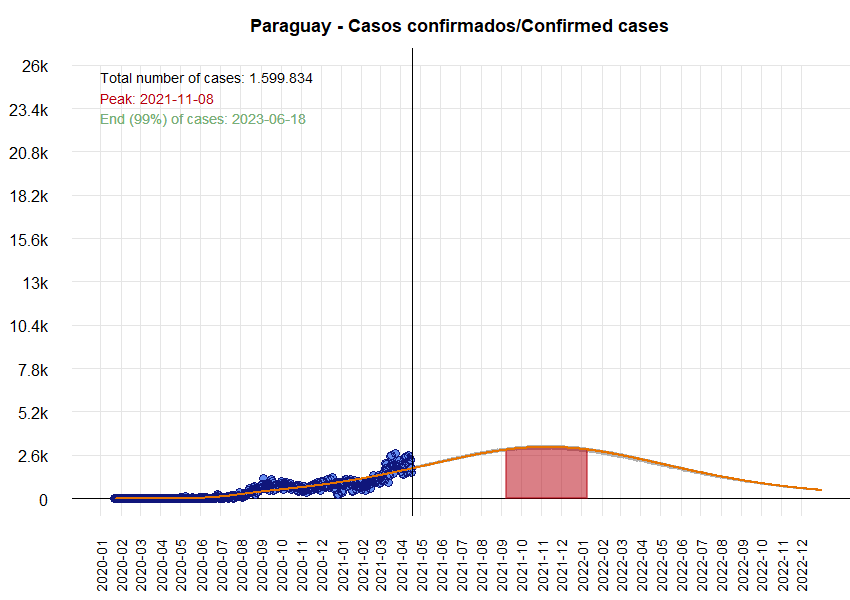 Paraguay - Casos confirmados/Confirmed cases
Total number of cases: 1.599.834
Peak: 2021-11-08
End (99%) of cases: 2023-06-18
26k
23.4k
20.8k
18.2k
15.6k
13k
10.4k
7.8k
5.2k
2.6k
0
2020-01
2020-02
2020-03
2020-04
2020-05
2020-06
2020-07
2020-08
2020-09
2020-10
2020-11
2020-12
2021-01
2021-02
2021-03
2021-04
2021-05
2021-06
2021-07
2021-08
2021-09
2021-10
2021-11
2021-12
2022-01
2022-02
2022-03
2022-04
2022-05
2022-06
2022-07
2022-08
2022-09
2022-10
2022-11
2022-12